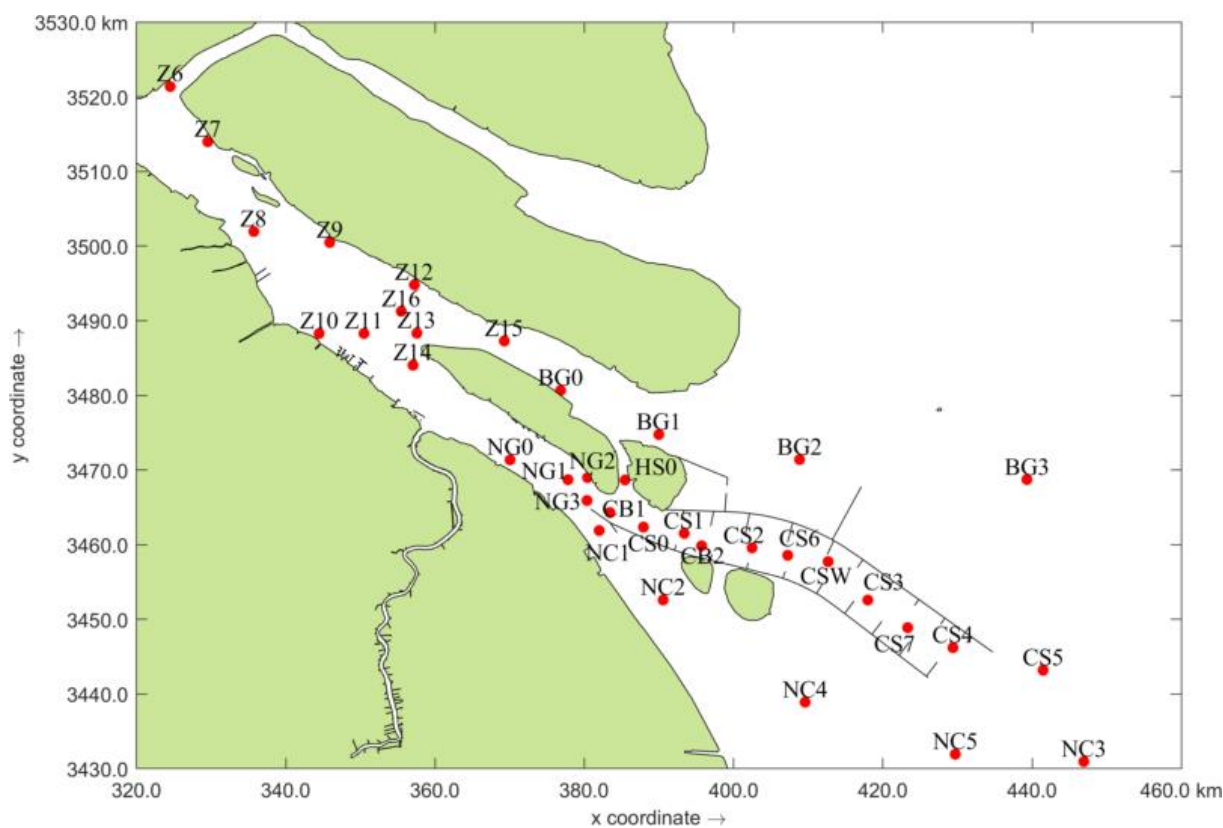 3530.0 km
3520.0
3510.0
3500.0
3490.0
3480.0
3470.0
3460.0
3450.0
3440.0
3430.0
y coordinate →
Z6
Z7
Z8
Z9
Z12
Z16
Z10
Z11
Z13
Z15
Z14
BG0
BG1
BG2
BG3
NG0
NG1
NG2
HS0
NG3
CB1
CS1
NC1
CS0
CB2
CS2
CS6
CSW
CS3
NC2
CS7
CS4
CS5
NC4
NC5
NC3
320.0
340.0
360.0
380.0
400.0
420.0
440.0
460.0 km
x coordinate →